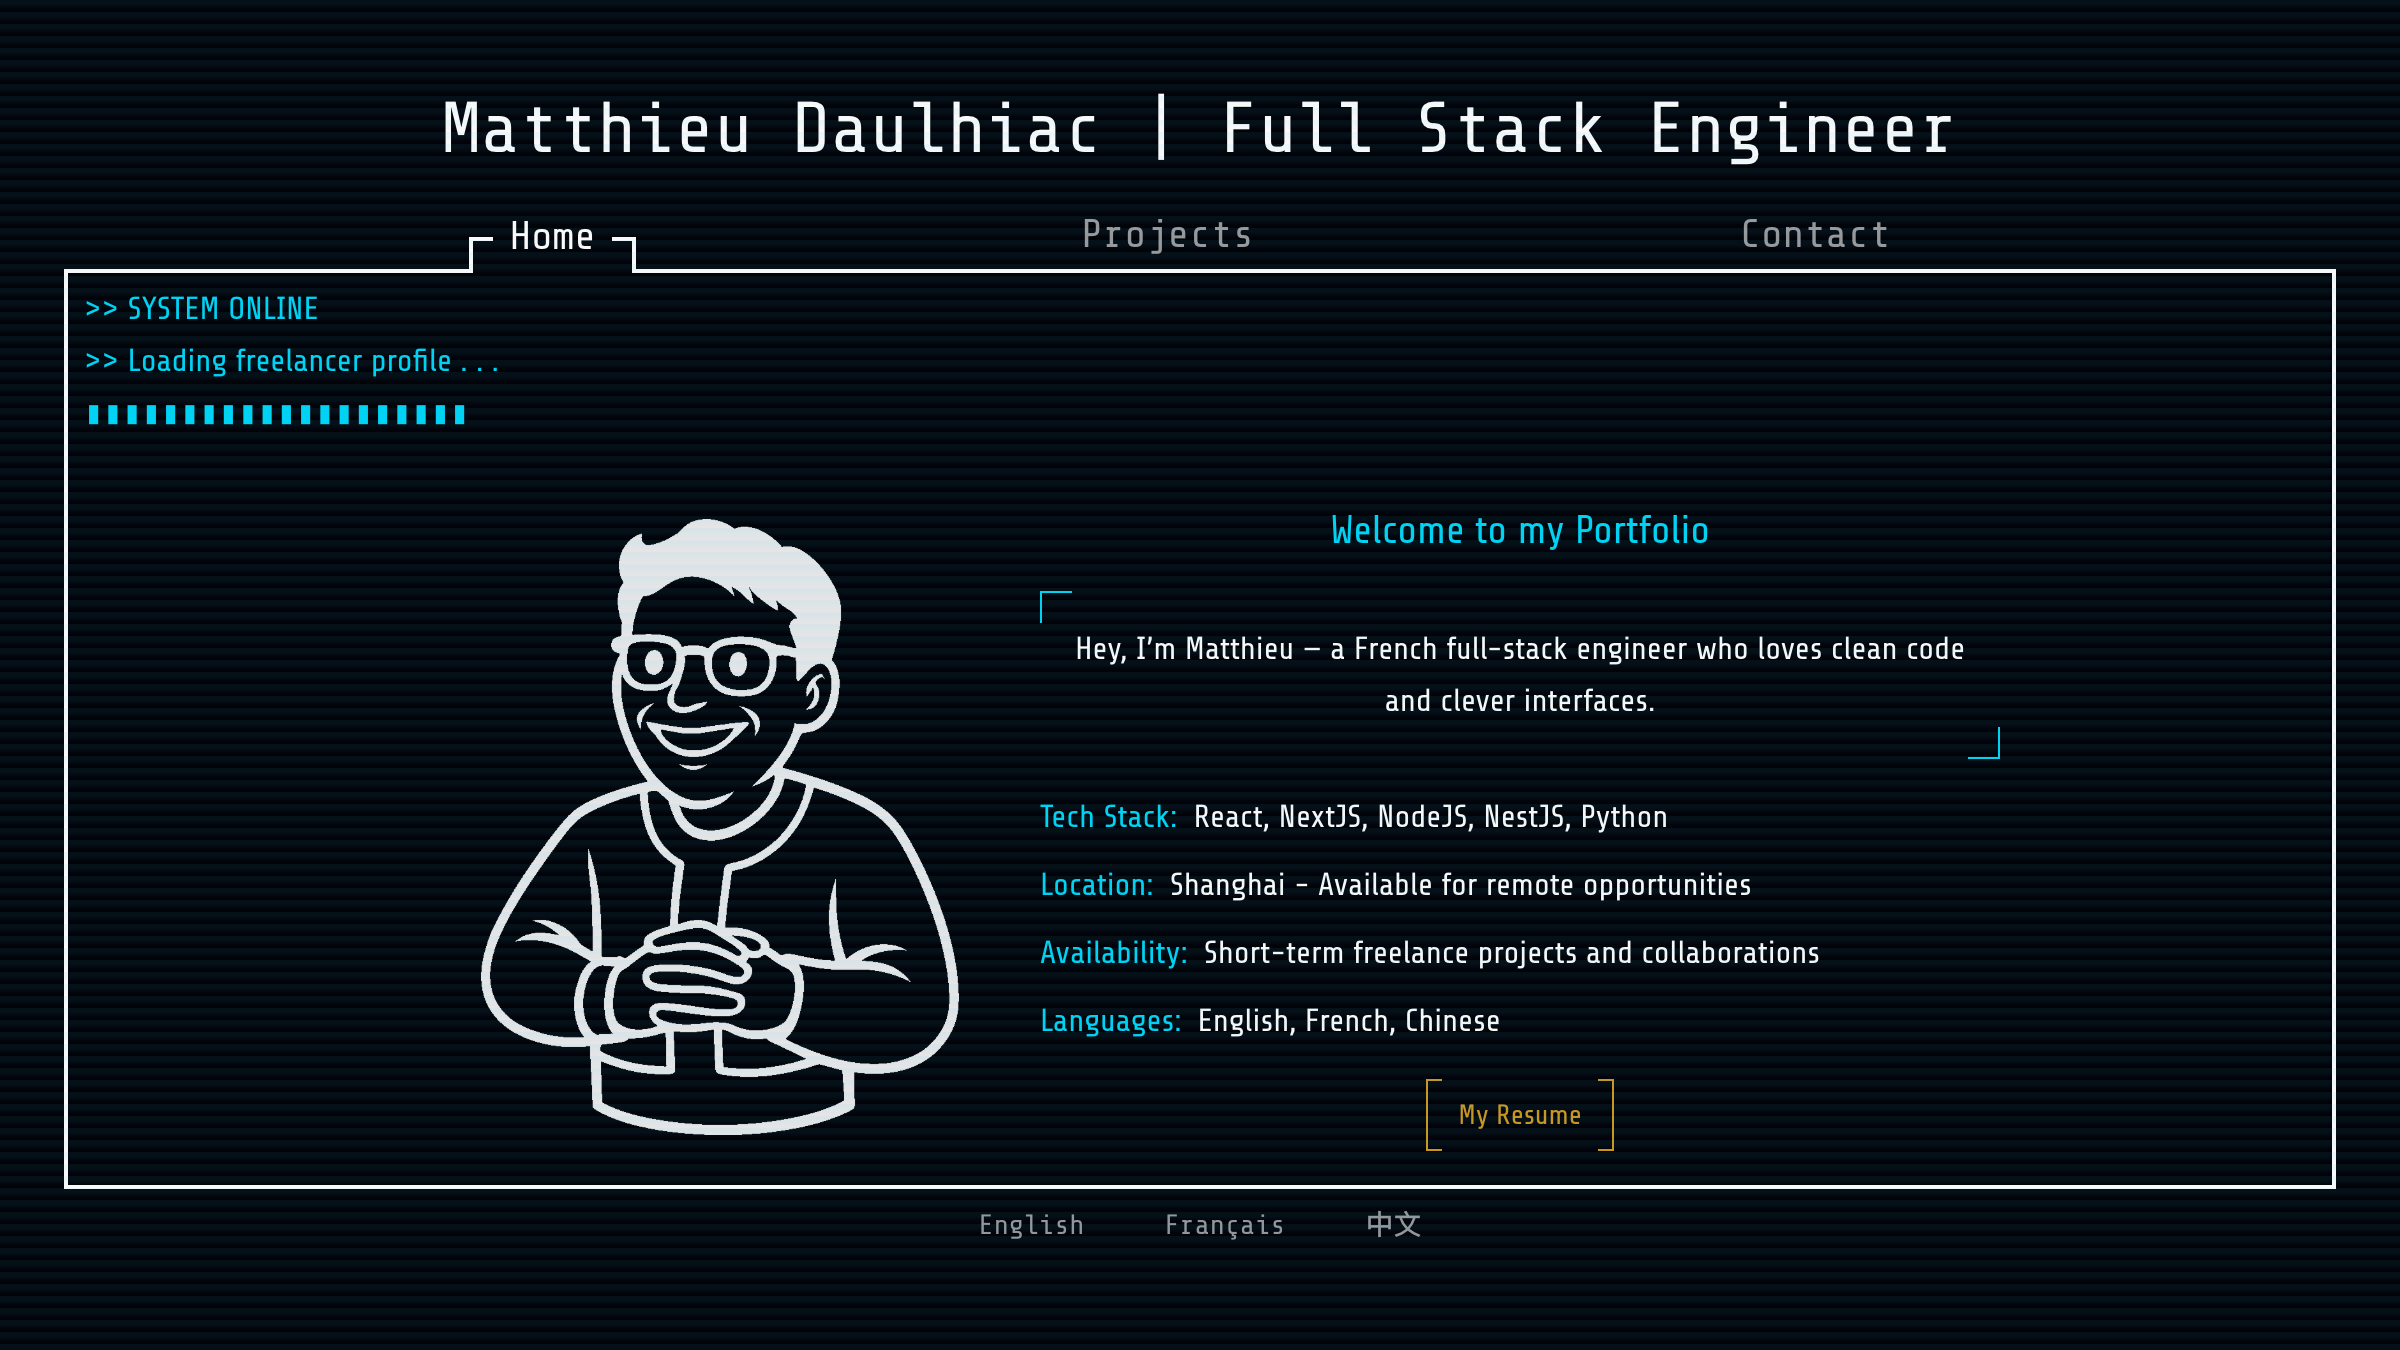 Matthieu Daulhiac | Full Stack Engineer
Home
Projects
Contact
>> SYSTEM ONLINE
>> Loading freelancer profile . . .
Welcome to my Portfolio
Hey, I'm Matthieu – a French full-stack engineer who loves clean code
and clever interfaces.
Tech Stack: React, NextJS, NodeJS, NestJS, Python
Location: Shanghai - Available for remote opportunities
Availability: Short-term freelance projects and collaborations
Languages: English, French, Chinese
My Resume
English
Français
中文